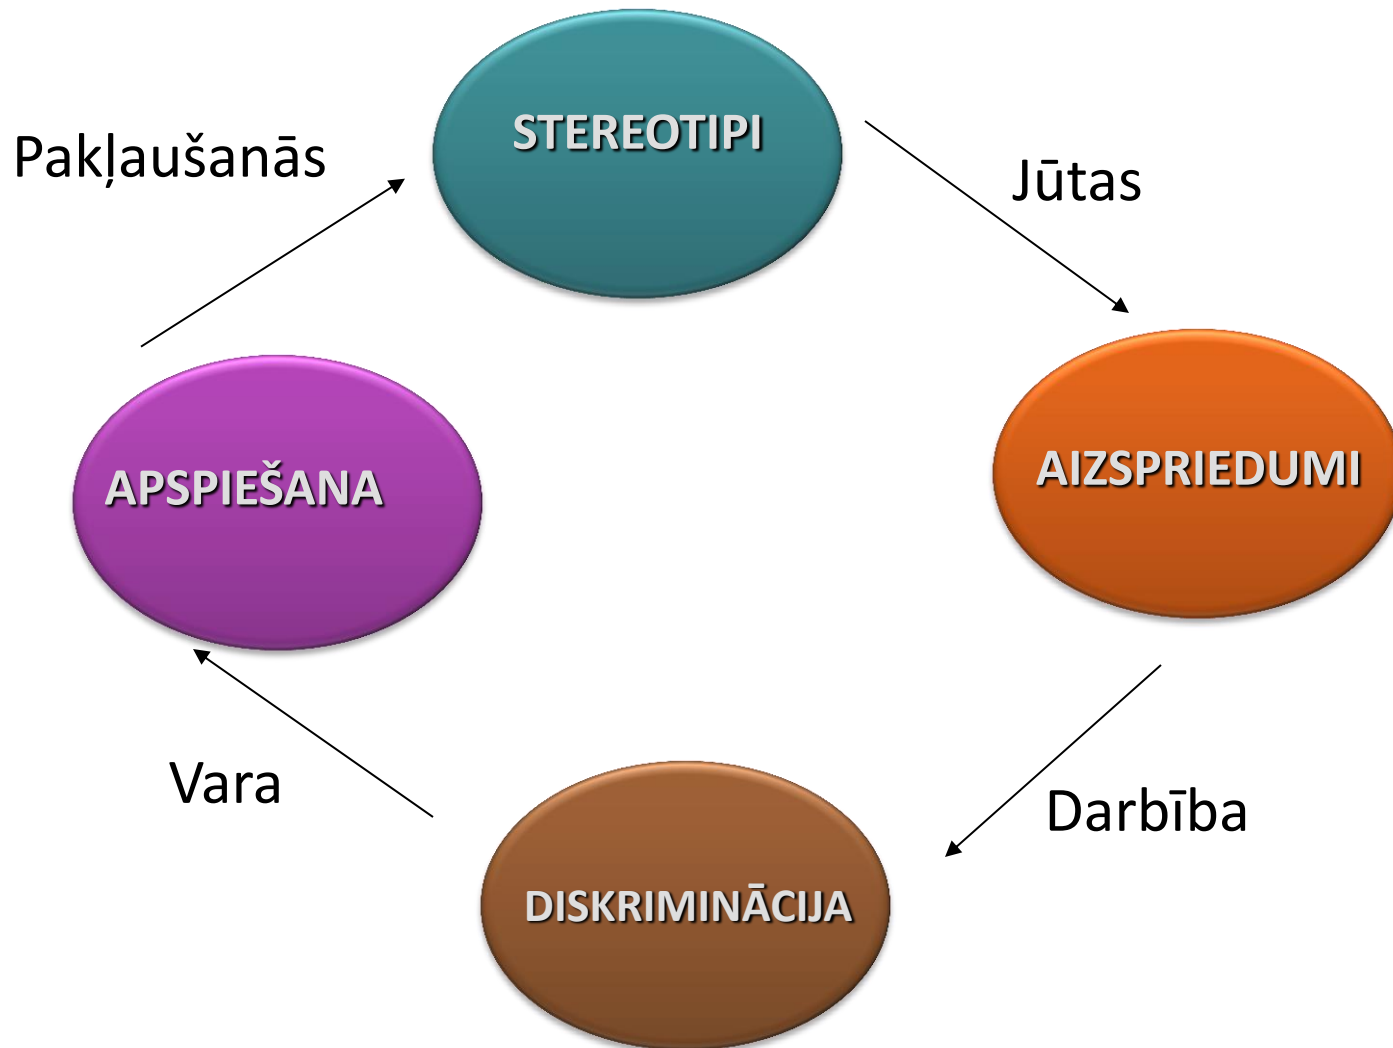 STEREOTIPI
Pakļaušanās
Jūtas
AIZSPRIEDUMI
APSPIEŠANA
Vara
Darbība
DISKRIMINĀCIJA